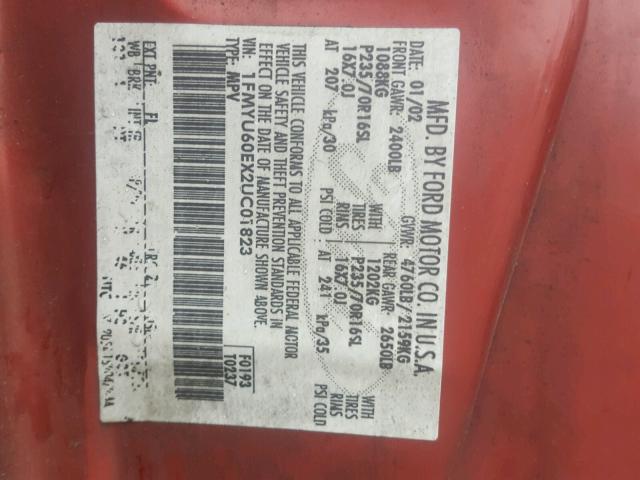 MFD. BY FORD MOTOR CO. IN U.S.A.
DATE: 01/02 GVWR: 4760LB/2159KG
FRONT GAWR: 2400LB REAR GAWR: 2650LB
1088KG WITH 1202KG WITH
P235/70R16SL TIRES P235/70R16SL TIRES
16X7.0J RIMS 16X7.0J RIMS
AT 207 kPa/30 PSI COLD AT 241 kPa/35 PSI COLD
THIS VEHICLE CONFORMS TO ALL APPLICABLE FEDERAL MOTOR
VEHICLE SAFETY AND THEFT PREVENTION STANDARDS IN
EFFECT ON THE DATE OF MANUFACTURE SHOWN ABOVE.
VIN: 1FMYU60EX2UC01823 F0193
TYPE: MPV T0237
EXT PNT:
WB BRK